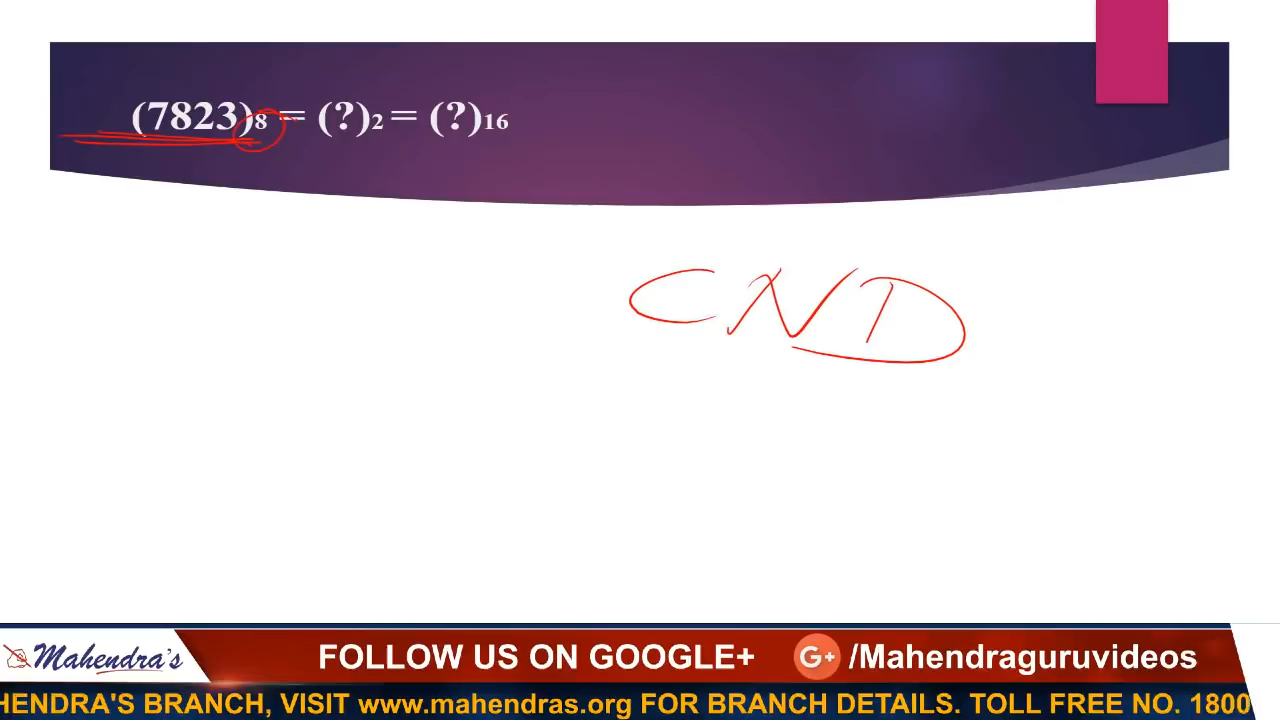 (7823)8 = (?)2 = (?)16
CND
Mahendra's
FOLLOW US ON GOOGLE+ G+ /Mahendraguruvideos
HENDRA'S BRANCH, VISIT www.mahendras.org FOR BRANCH DETAILS. TOLL FREE NO. 1800